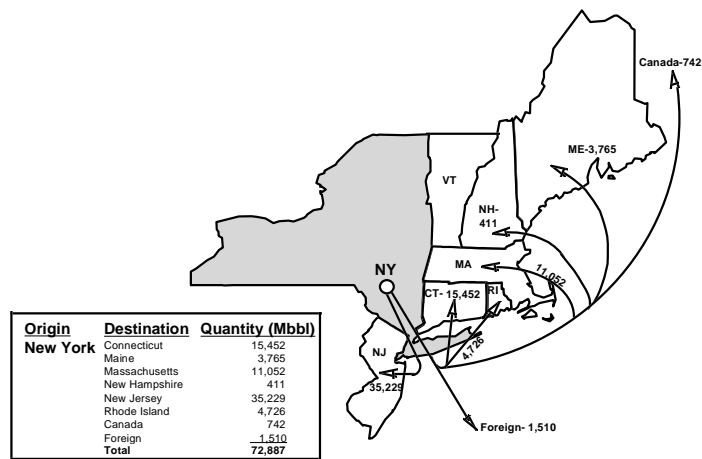 Canada-742
ME-3,765
VT
NH-
411
MA
11,052
NY
CT- 15,452
RI
4,726
NJ
35,229
Foreign- 1,510
Origin Destination Quantity (Mbbl)
New York Connecticut 15,452
Maine 3,765
Massachusetts 11,052
New Hampshire 411
New Jersey 35,229
Rhode Island 4,726
Canada 742
Foreign 1,510
Total 72,887